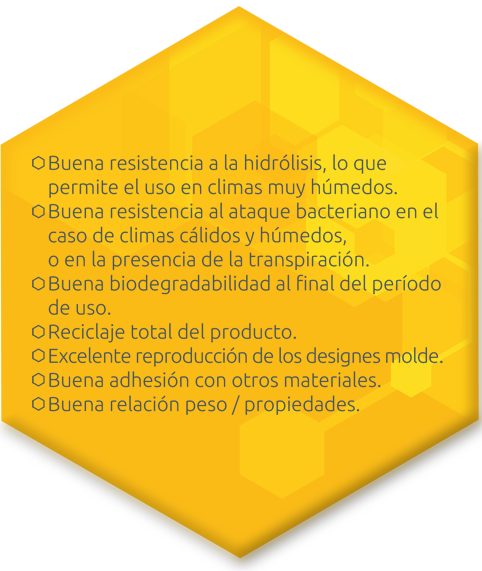 Buena resistencia a la hidrólisis, lo que
permite el uso en climas muy húmedos.
Buena resistencia al ataque bacteriano en el
caso de climas cálidos y húmedos,
o en la presencia de la transpiración.
Buena biodegradabilidad al final del período
de uso.
Reciclaje total del producto.
Excelente reproducción de los designes molde.
Buena adhesión con otros materiales.
Buena relación peso / propiedades.